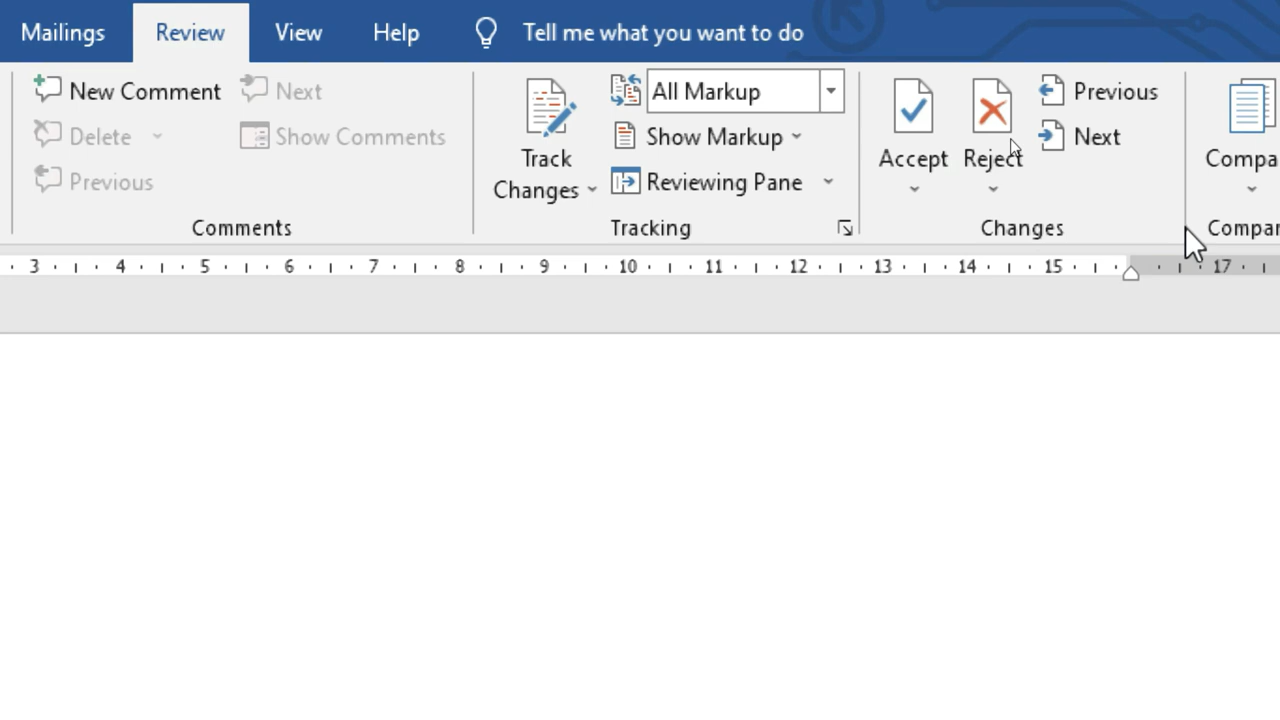 Mailings Review View Help Tell me what you want to do
New Comment Next All Markup Previous
Delete Show Comments Show Markup Next
Previous Reviewing Pane
Track Changes
Accept Reject
Comments Tracking Changes
3 4 5 6 7 8 9 10 11 12 13 14 15 17